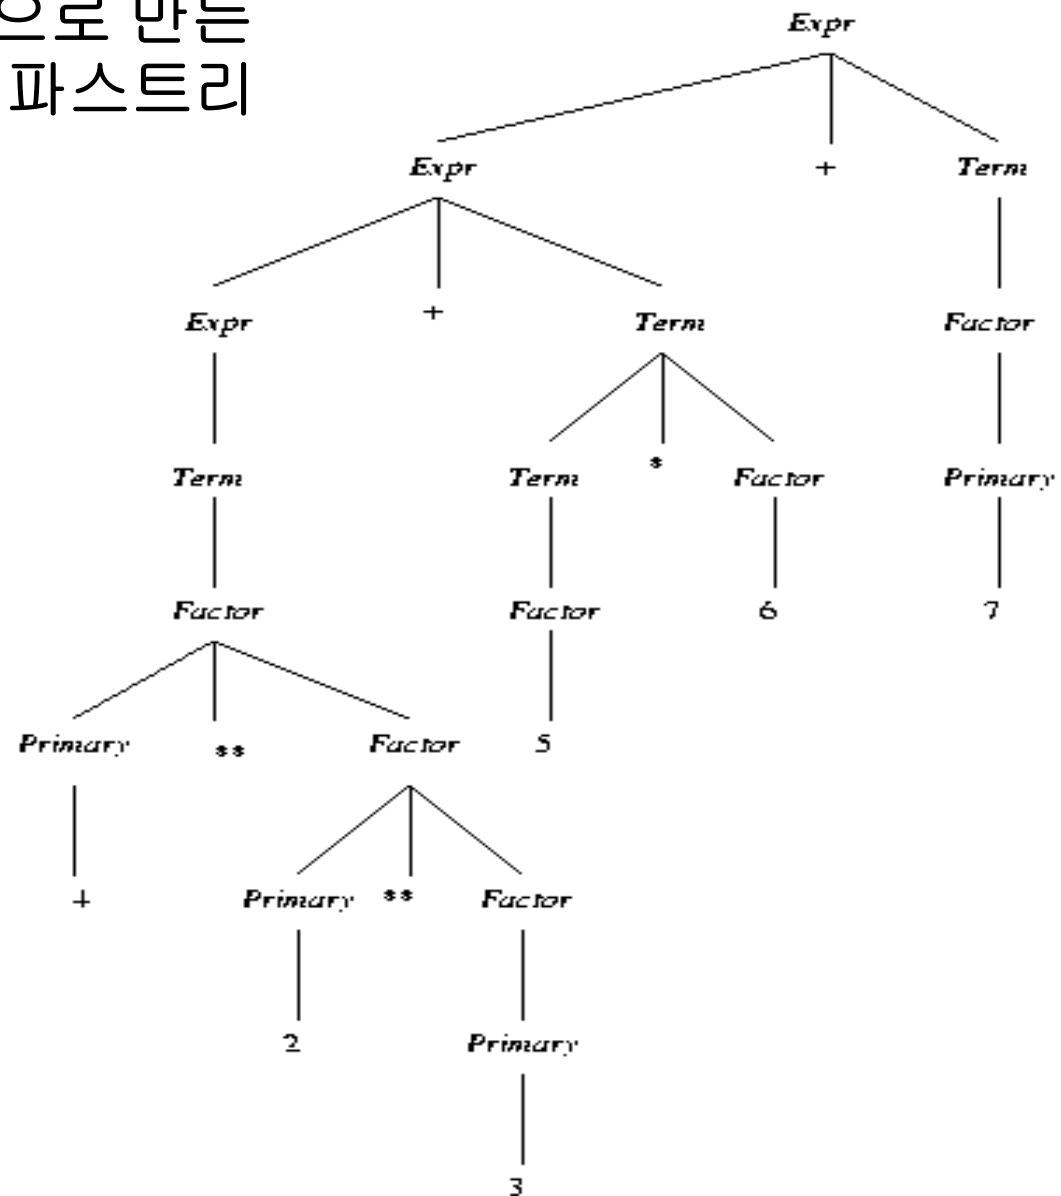 으로 만든
파스트리
Expr
Expr + Term
Expr + Term Factor
Term Term * Factor Primary
Factor Factor 6 7
Primary ** Factor 5
4 Primary ** Factor
2 Primary
3